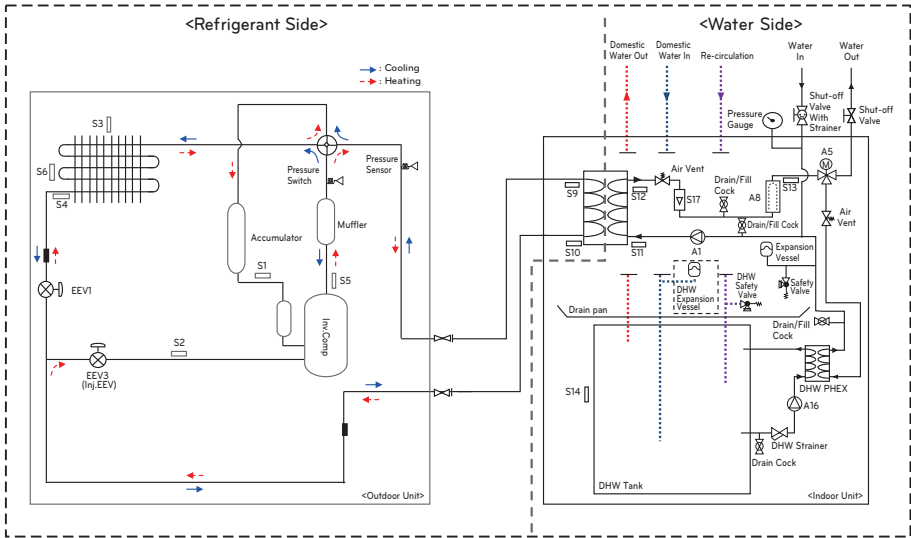 <Refrigerant Side>
<Water Side>
: Cooling
: Heating
Domestic
Water Out
Domestic
Water In
Re-circulation
Water
In
Water
Out
Shut-off
Valve
With
Strainer
Shut-off
Valve
Pressure
Gauge
S3
S6
S4
Pressure
Switch
Pressure
Sensor
Accumulator
Muffler
S1
S5
Inv.Comp
EEV1
S2
EEV3
(Inj.EEV)
<Outdoor Unit>
S9
S10
S12
S11
Air Vent
S17
Drain/Fill
Cock
A8
S13
A5
M
Air
Vent
Drain/Fill Cock
A1
Expansion
Vessel
Safety
Valve
DHW
Expansion
Vessel
DHW
Safety
Valve
Drain pan
Drain/Fill
Cock
DHW PHEX
S14
A16
DHW Strainer
Drain Cock
DHW Tank
<Indoor Unit>